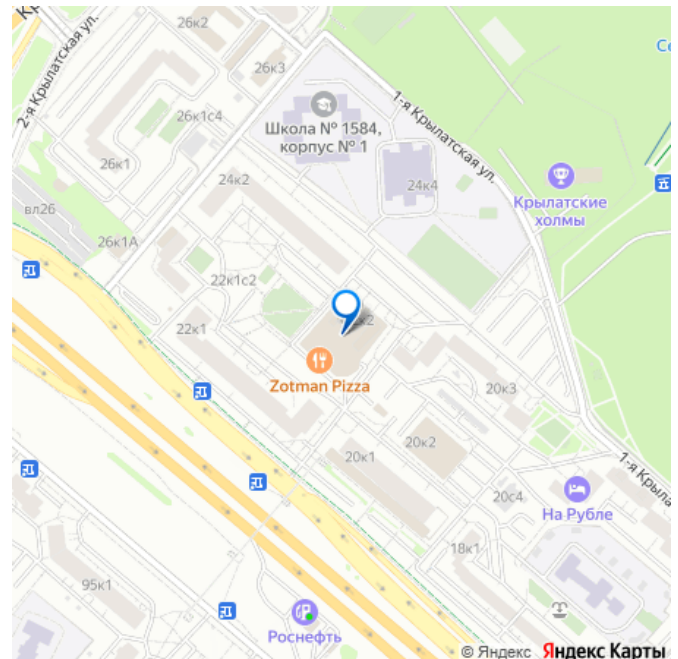 26к2
2-я Крылатская ул.
26к3
26к1с4
1-я Крылатская ул.
Школа № 1584,
корпус № 1
26к1
24к2
24к4
Крылатские
холмы
вл26
26к1А
22к1с2
22к1
Zotman Pizza
20к3
20к2
20к1
1-я Крыла
20с4
На Рубле
18к1
95к1
Роснефть
© Яндекс Яндекс Карты